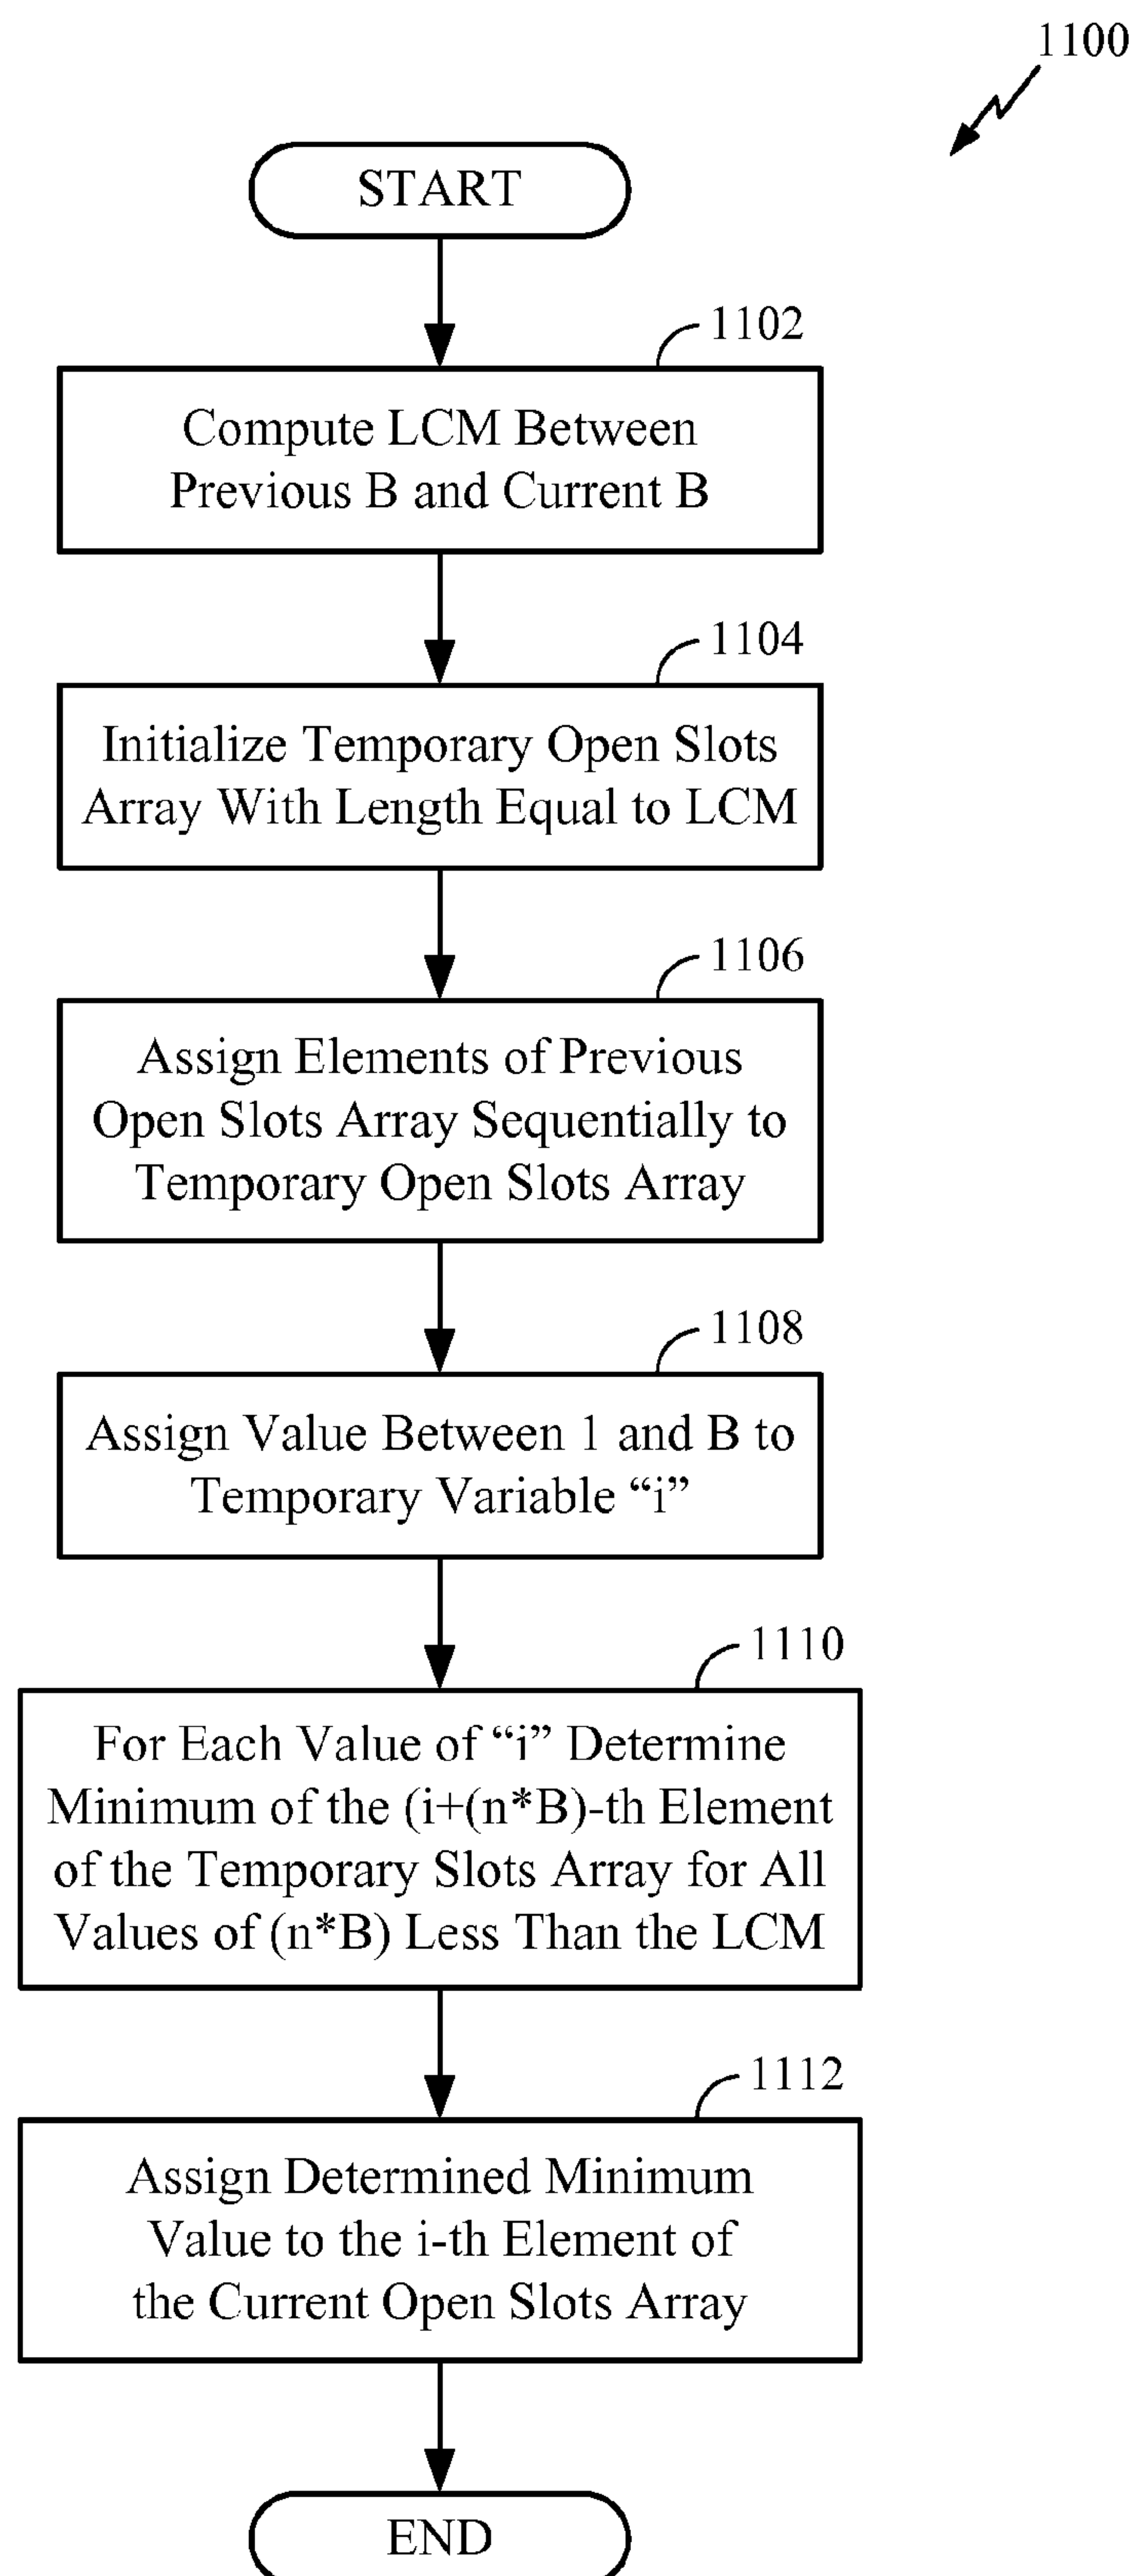 1100
START
1102
Compute LCM Between
Previous B and Current B
1104
Initialize Temporary Open Slots
Array With Length Equal to LCM
1106
Assign Elements of Previous
Open Slots Array Sequentially to
Temporary Open Slots Array
1108
Assign Value Between 1 and B to
Temporary Variable “i”
1110
For Each Value of “i” Determine
Minimum of the (i+(n*B)-th Element
of the Temporary Slots Array for All
Values of (n*B) Less Than the LCM
1112
Assign Determined Minimum
Value to the i-th Element of
the Current Open Slots Array
END